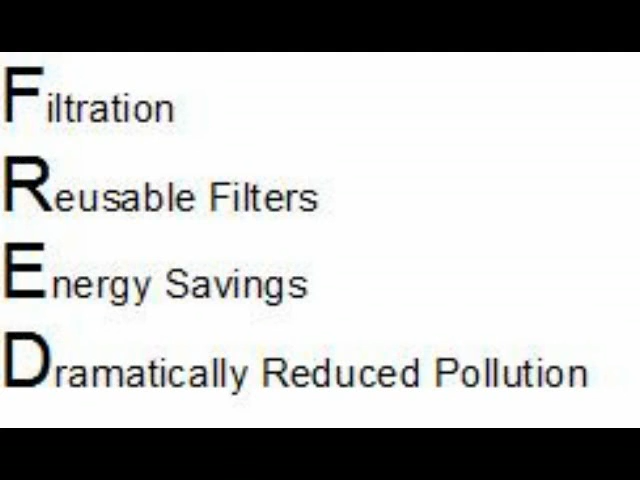 Filtration
Reusable Filters
Energy Savings
Dramatically Reduced Pollution